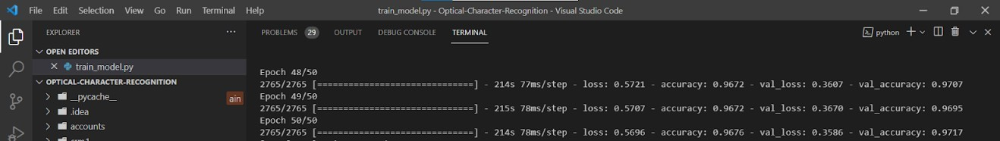 File Edit Selection View Go Run Terminal Help train_model.py - Optical-Character-Recognition - Visual Studio Code
EXPLORER ... PROBLEMS 29 OUTPUT DEBUG CONSOLE TERMINAL python
OPEN EDITORS
train_model.py
OPTICAL-CHARACTER-RECOGNITION
__pycache__
ain
.idea
accounts
Epoch 48/50
2765/2765 [==============================] - 214s 77ms/step - loss: 0.5721 - accuracy: 0.9672 - val_loss: 0.3607 - val_accuracy: 0.9707
Epoch 49/50
2765/2765 [==============================] - 215s 78ms/step - loss: 0.5707 - accuracy: 0.9672 - val_loss: 0.3670 - val_accuracy: 0.9695
Epoch 50/50
2765/2765 [==============================] - 214s 78ms/step - loss: 0.5696 - accuracy: 0.9676 - val_loss: 0.3586 - val_accuracy: 0.9717